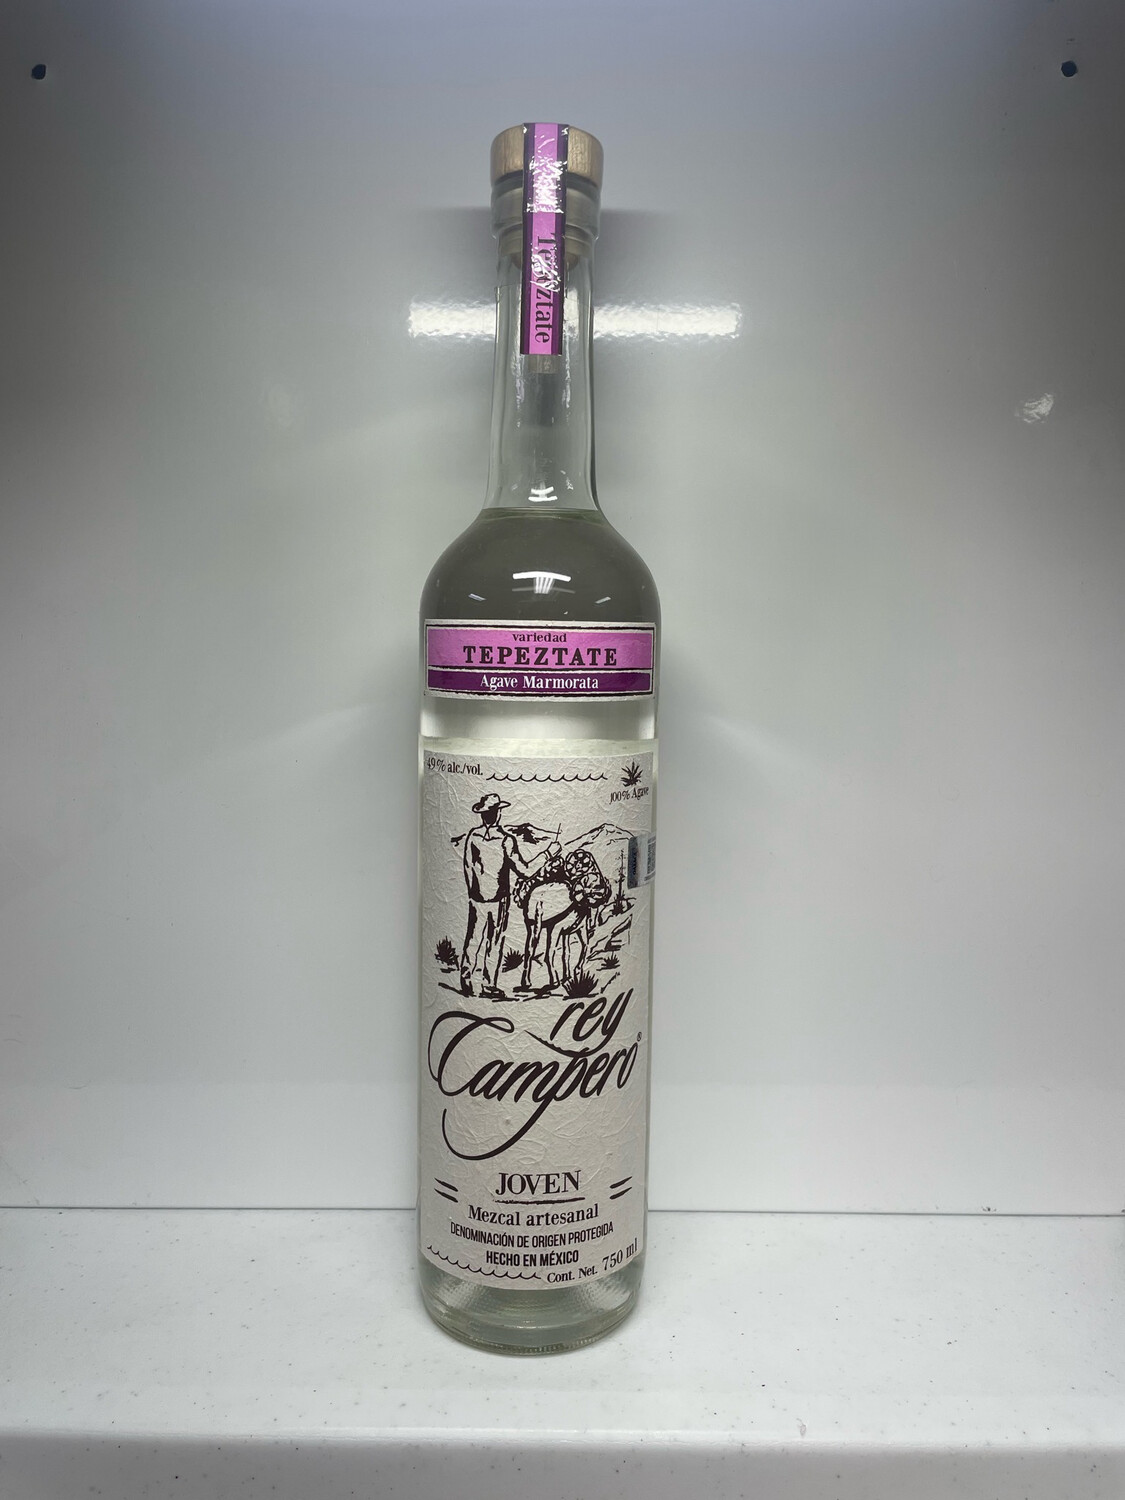 Tepeztate
variedad
TEPEZTATE
Agave Marmorata
49% alc./vol.
100% Agave
rey
Campero®
JOVEN
Mezcal artesanal
DENOMINACIÓN DE ORIGEN PROTEGIDA
HECHO EN MÉXICO
Cont. Net. 750 ml